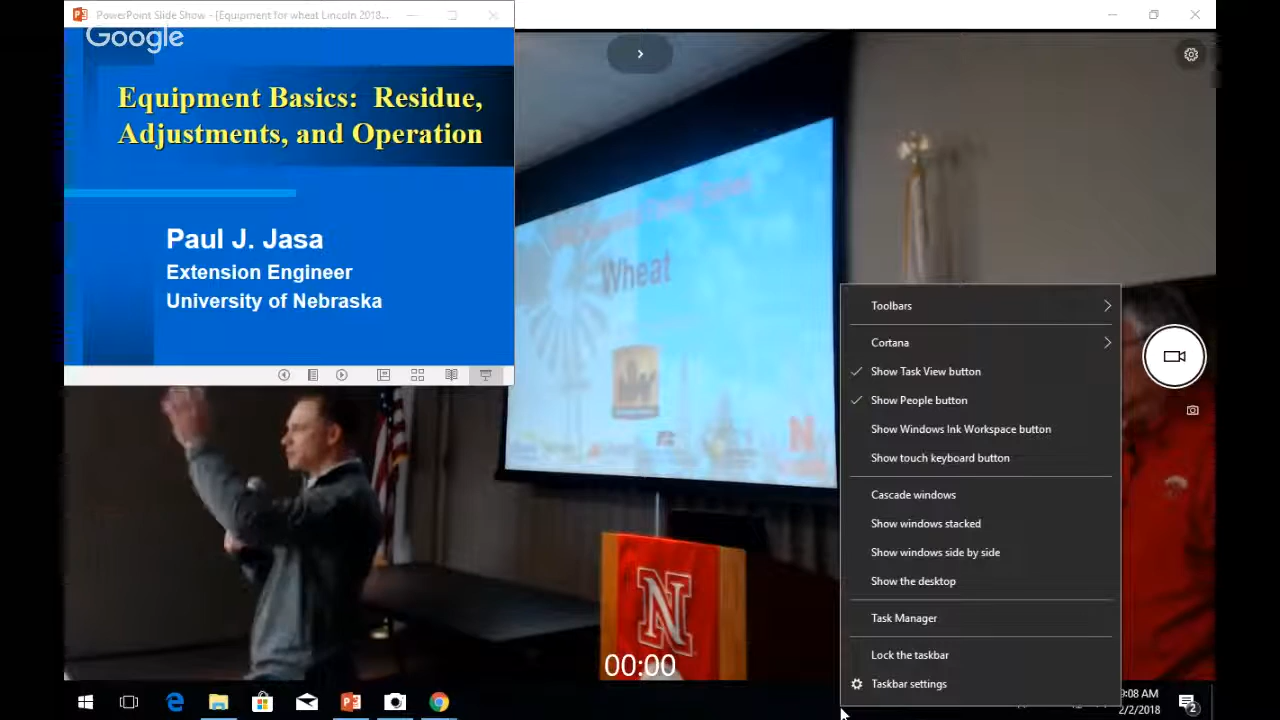 PowerPoint Slide Show - [Equipment for wheat Lincoln 2018...
Google
Equipment Basics: Residue,
Adjustments, and Operation
Paul J. Jasa
Extension Engineer
University of Nebraska
Wheat
N
N
00:00
Toolbars
Cortana
Show Task View button
Show People button
Show Windows Ink Workspace button
Show touch keyboard button
Cascade windows
Show windows stacked
Show windows side by side
Show the desktop
Task Manager
Lock the taskbar
Taskbar settings
:08 AM
2/2/2018
2